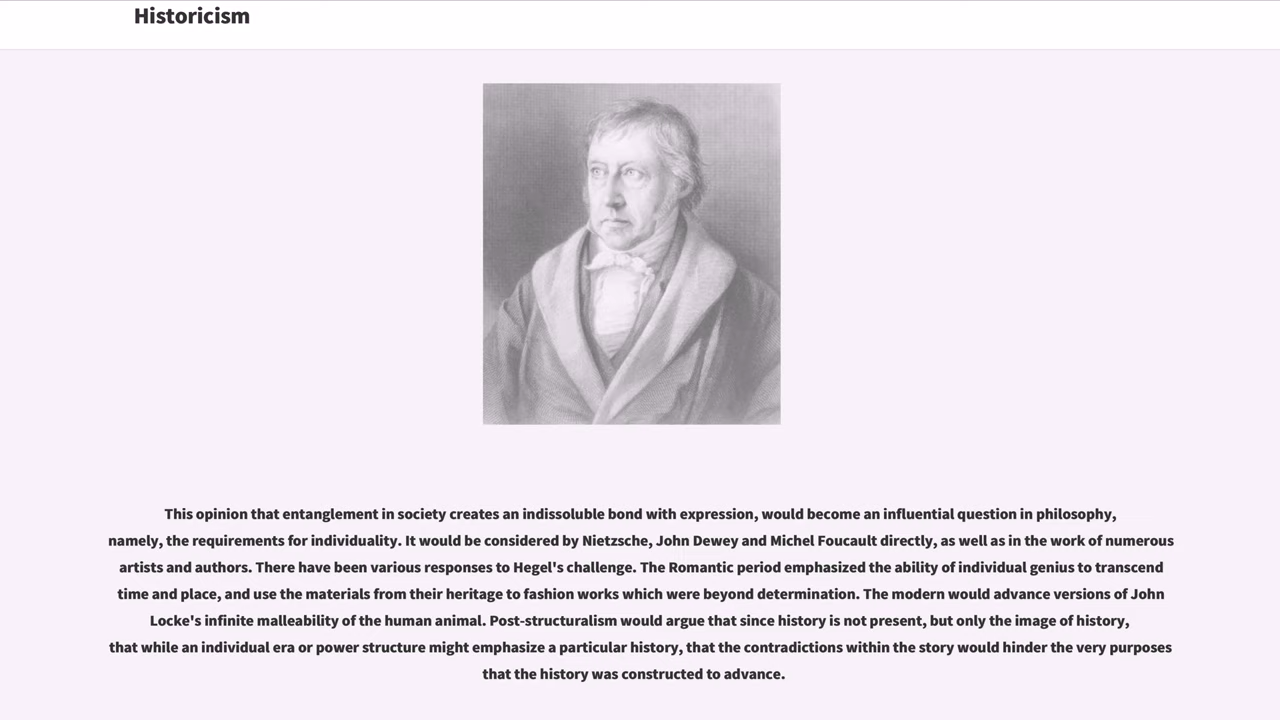 Historicism
This opinion that entanglement in society creates an indissoluble bond with expression, would become an influential question in philosophy,
namely, the requirements for individuality. It would be considered by Nietzsche, John Dewey and Michel Foucault directly, as well as in the work of numerous
artists and authors. There have been various responses to Hegel's challenge. The Romantic period emphasized the ability of individual genius to transcend
time and place, and use the materials from their heritage to fashion works which were beyond determination. The modern would advance versions of John
Locke's infinite malleability of the human animal. Post-structuralism would argue that since history is not present, but only the image of history,
that while an individual era or power structure might emphasize a particular history, that the contradictions within the story would hinder the very purposes
that the history was constructed to advance.